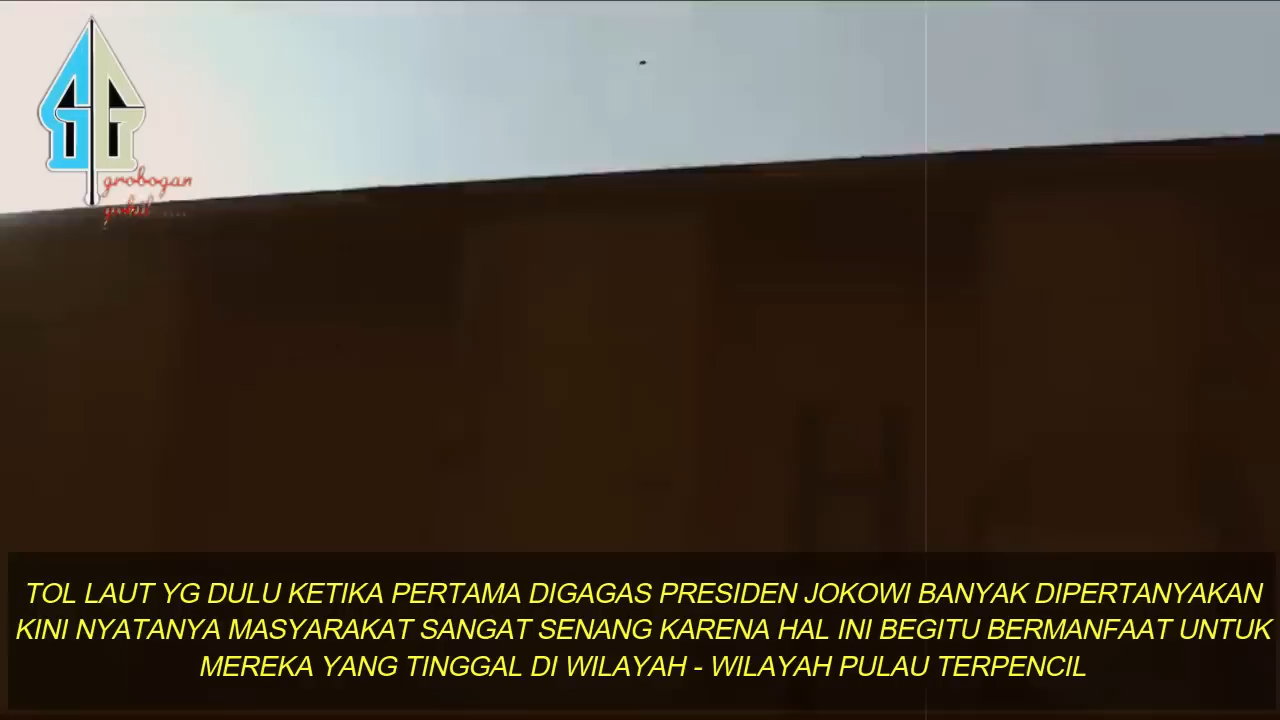 GG
grobogan
TOL LAUT YG DULU KETIKA PERTAMA DIGAGAS PRESIDEN JOKOWI BANYAK DIPERTANYAKAN
KINI NYATANYA MASYARAKAT SANGAT SENANG KARENA HAL INI BEGITU BERMANFAAT UNTUK
MEREKA YANG TINGGAL DI WILAYAH - WILAYAH PULAU TERPENCIL